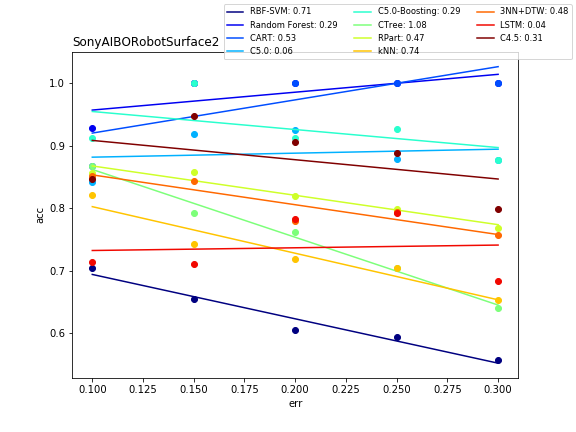 SonyAIBORobotSurface2
RBF-SVM: 0.71
Random Forest: 0.29
CART: 0.53
C5.0: 0.06
C5.0-Boosting: 0.29
CTree: 1.08
RPart: 0.47
kNN: 0.74
3NN+DTW: 0.48
LSTM: 0.04
C4.5: 0.31
acc
1.0
0.9
0.8
0.7
0.6
0.100 0.125 0.150 0.175 0.200 0.225 0.250 0.275 0.300
err